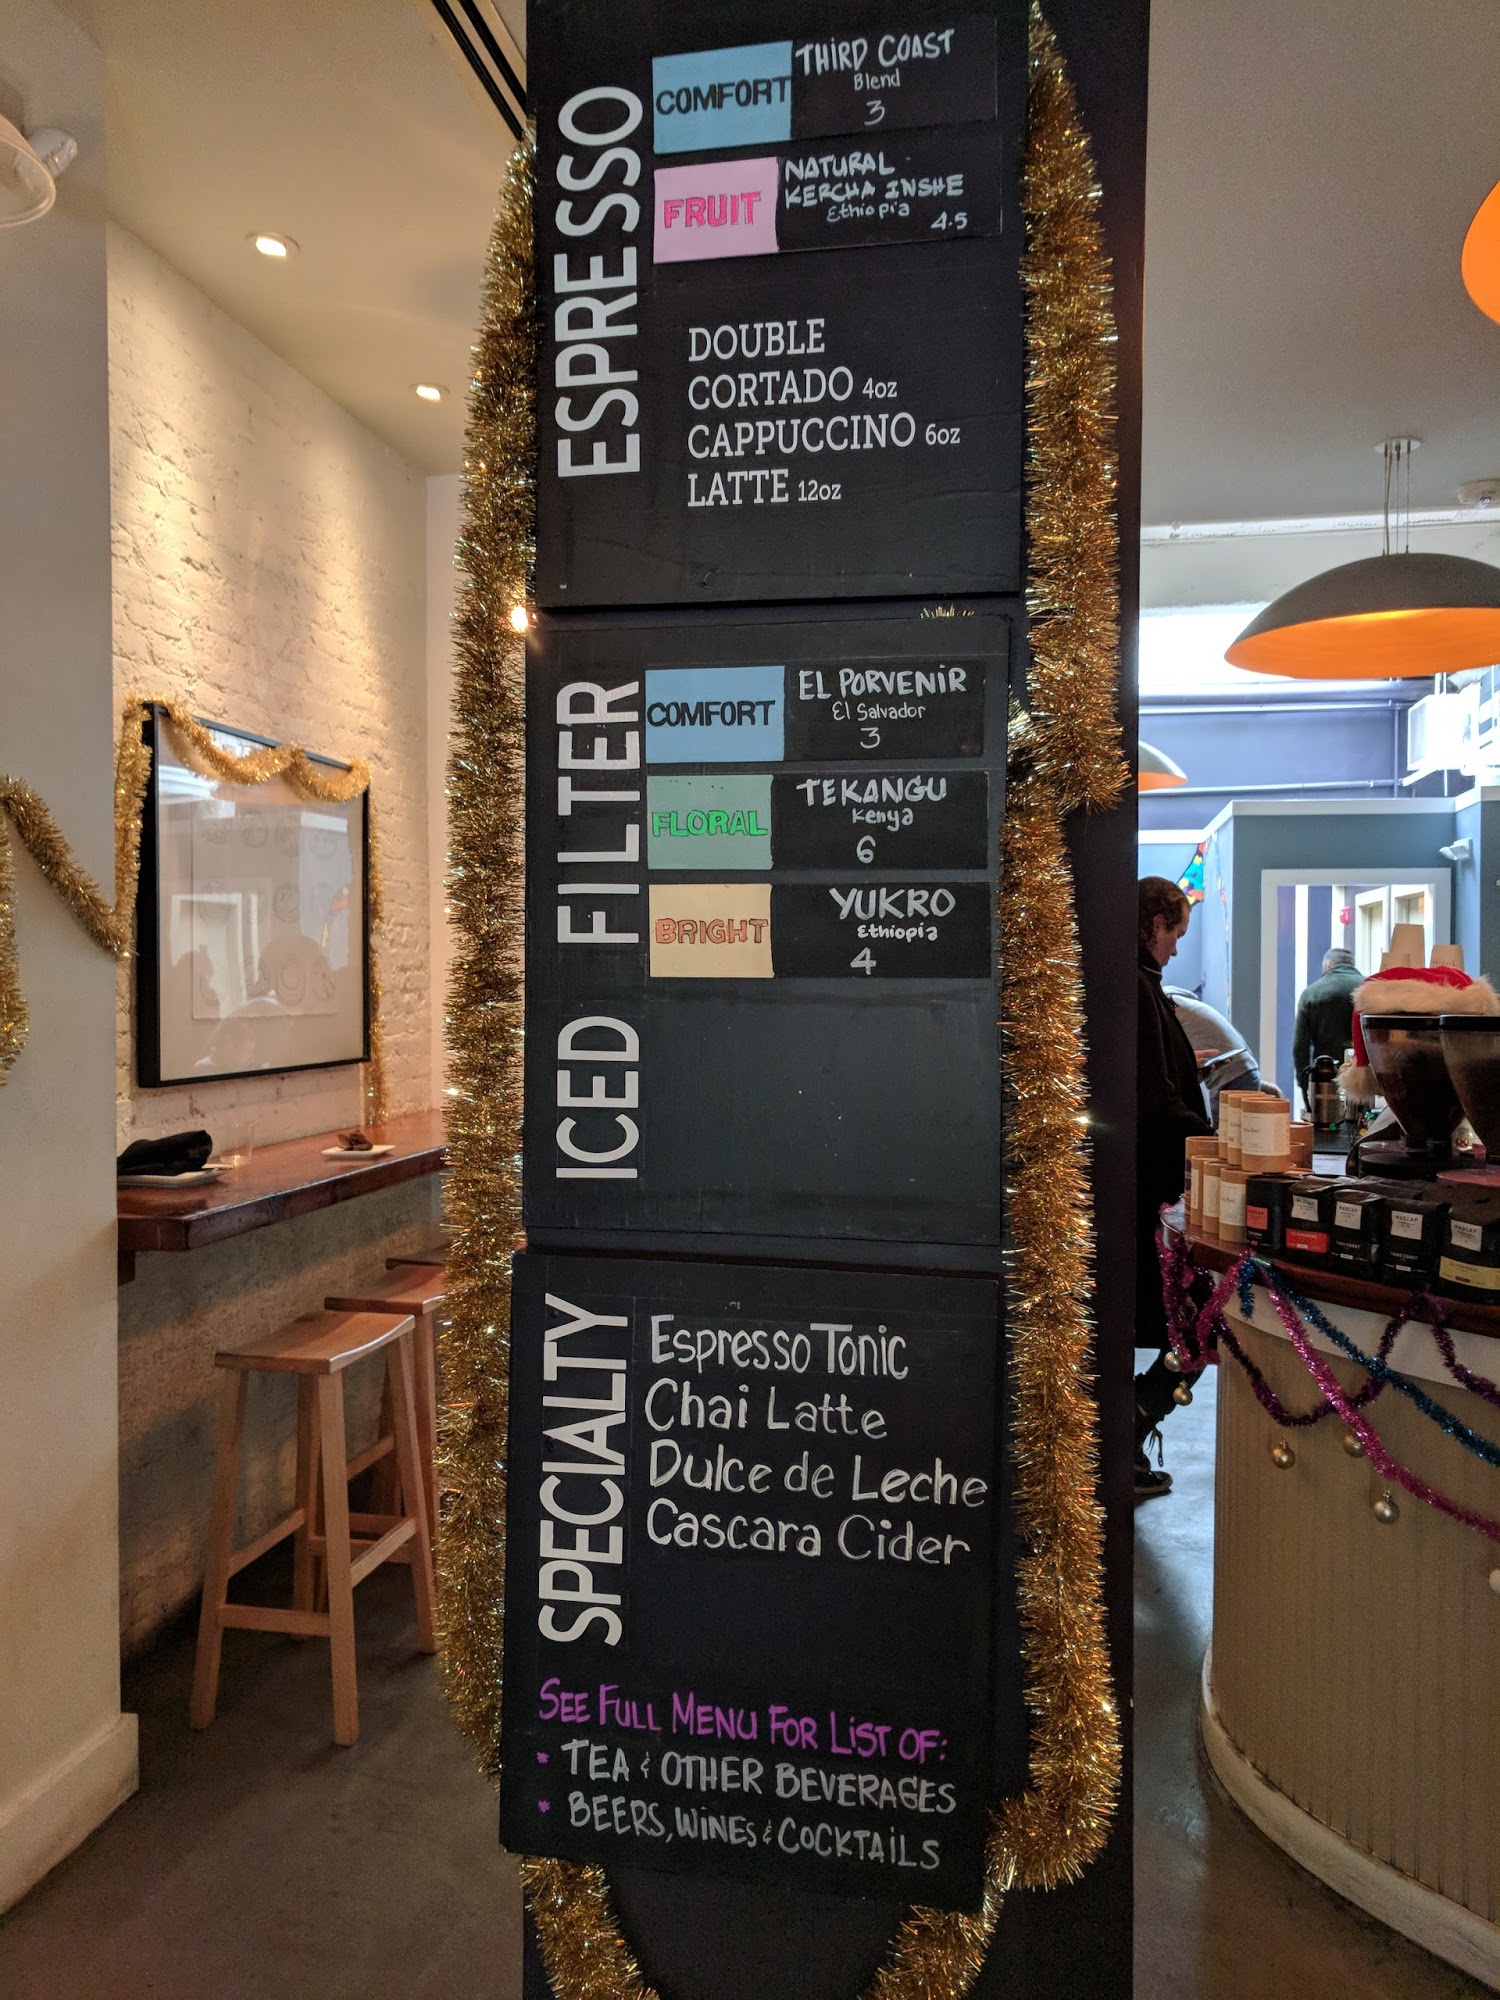 ESPRESSO
COMFORT
THIRD COAST
Blend
3
FRUIT
NATURAL
KERCHA INSHE
Ethiopia
4.5
DOUBLE
CORTADO 4oz
CAPPUCCINO 6oz
LATTE 12oz
ICED FILTER
COMFORT
EL PORVENIR
El Salvador
3
FLORAL
TEKANGU
Kenya
6
BRIGHT
YUKRO
Ethiopia
4
SPECIALTY
Espresso Tonic
Chai Latte
Dulce de Leche
Cascara Cider
SEE FULL MENU FOR LIST OF:
* TEA & OTHER BEVERAGES
* BEERS, WINES & COCKTAILS
MADCAP
MADCAP
MADCAP